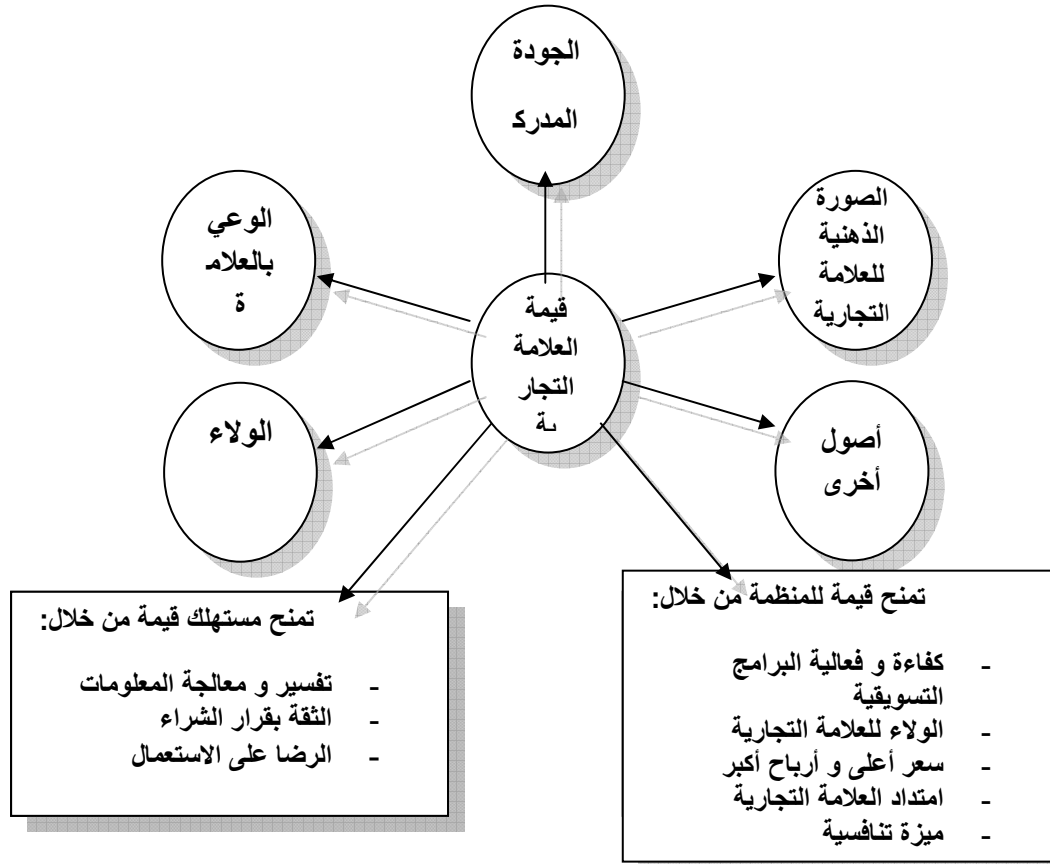 الجودة
المدرك
الصورة
الذهنية
للعلامة
التجارية
الوعي
بالعلام
ة
قيمة
العلامة
التجار
ية
أصول
أخرى
الولاء
تمنح قيمة للمنظمة من خلال:
- كفاءة و فعالية البرامج
التسويقية
- الولاء للعلامة التجارية
- سعر أعلى و أرباح أكبر
- امتداد العلامة التجارية
- ميزة تنافسية
تمنح مستهلك قيمة من خلال:
- تفسير و معالجة المعلومات
- الثقة بقرار الشراء
- الرضا على الاستعمال